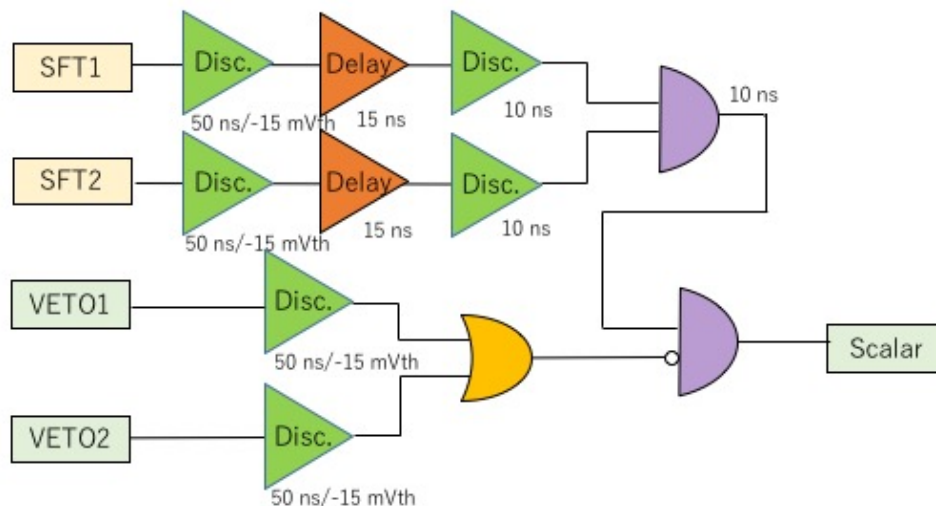 SFT1
Disc.
Delay
Disc.
10 ns
50 ns/-15 mVth
15 ns
10 ns
SFT2
Disc.
Delay
Disc.
50 ns/-15 mVth
15 ns
10 ns
VETO1
Disc.
50 ns/-15 mVth
Scalar
VETO2
Disc.
50 ns/-15 mVth